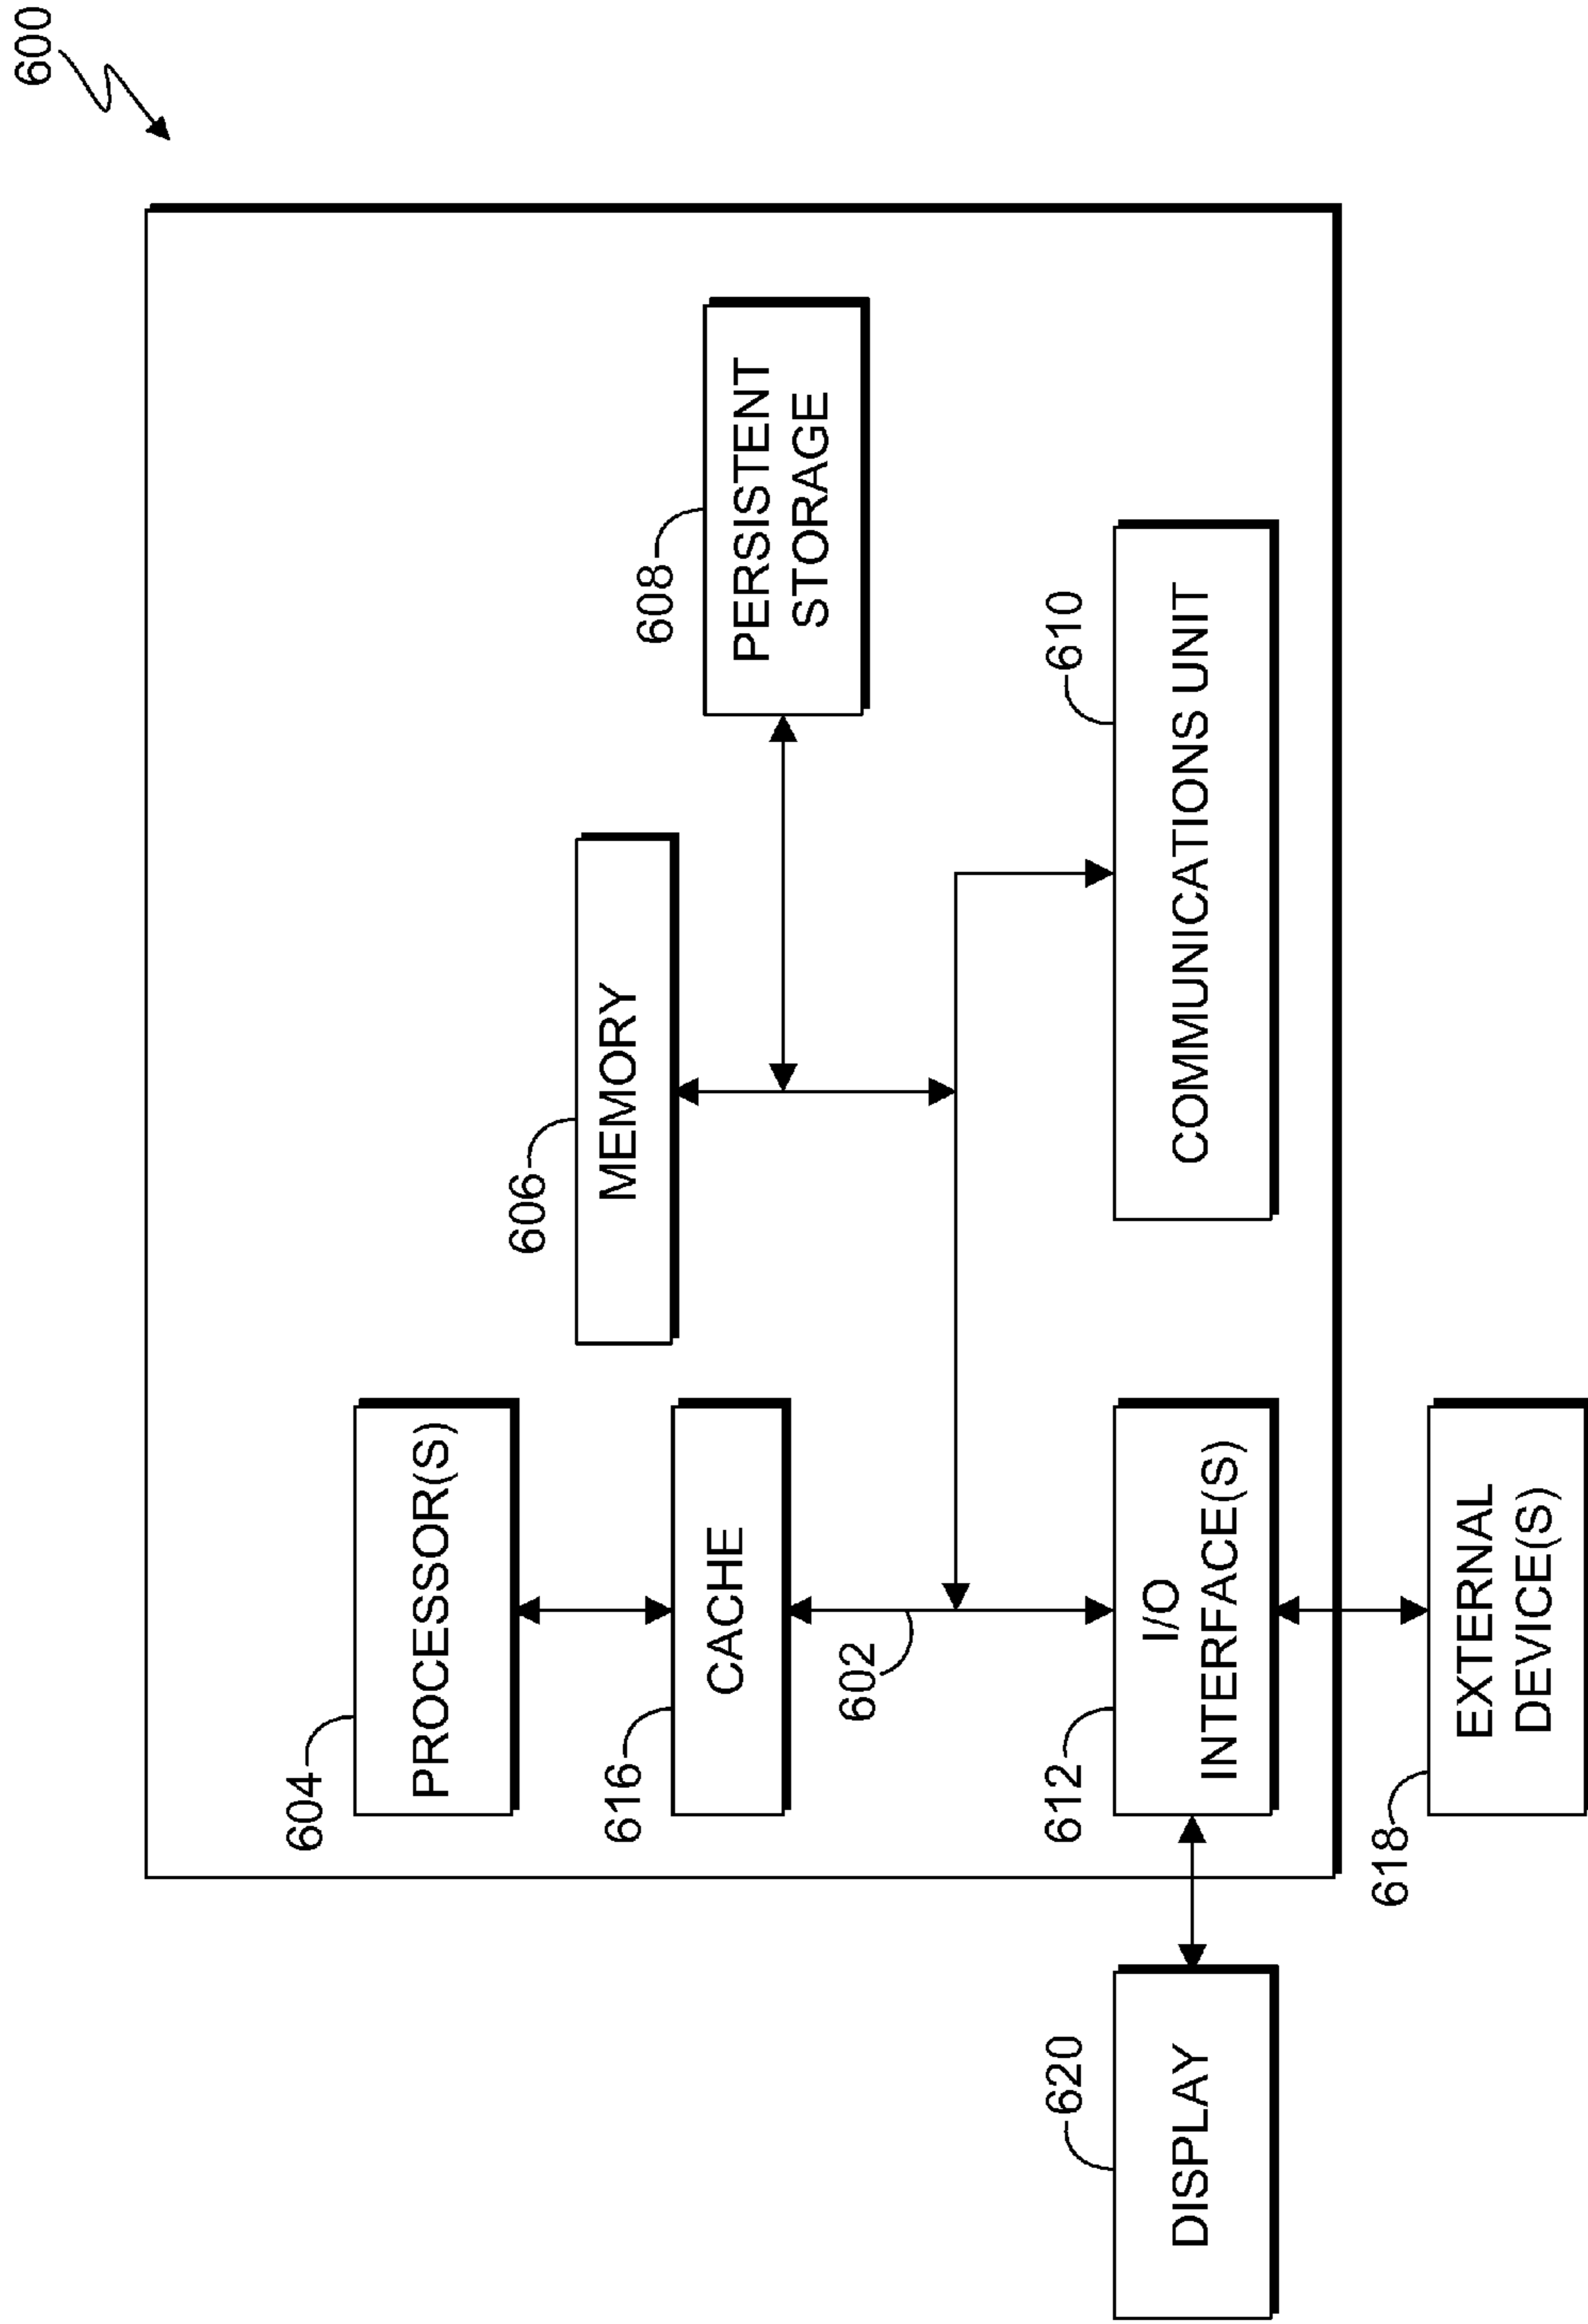 600
604
PROCESSOR(S)
606
MEMORY
616
CACHE
608
PERSISTENT
STORAGE
602
620
DISPLAY
612
I/O
INTERFACE(S)
610
COMMUNICATIONS UNIT
618
EXTERNAL
DEVICE(S)